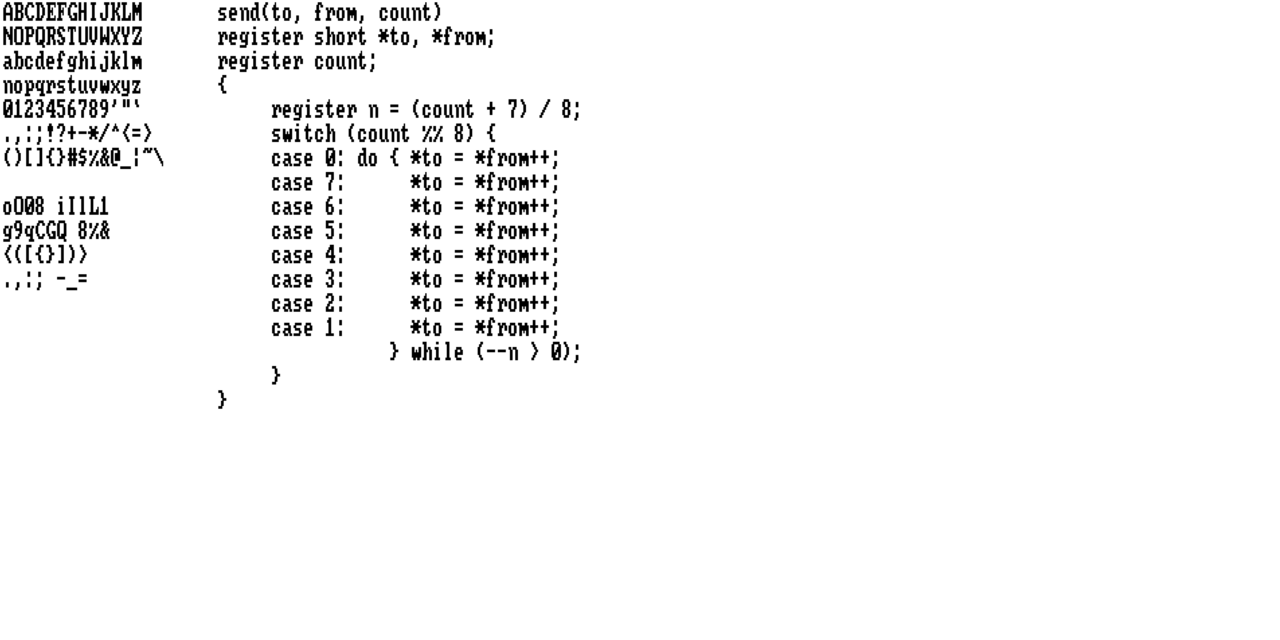 ABCDEFGHIJKLM       send(to, from, count)
NOPQRSTUVWXYZ       register short *to, *from;
abcdefghijklm       register count;
nopqrstuvwxyz       {
0123456789'"`            register n = (count + 7) / 8;
.,:;!?+-*/^<=>           switch (count %% 8) {
()[]{}#$%&@_¦~\          case 0: do { *to = *from++;
                         case 7:      *to = *from++;
oO08 iIlL1               case 6:      *to = *from++;
g9qCGQ 8%&               case 5:      *to = *from++;
<([{}])>                 case 4:      *to = *from++;
.,:; -_=                 case 3:      *to = *from++;
                         case 2:      *to = *from++;
                         case 1:      *to = *from++;
                                    } while (--n > 0);
                         }
                    }